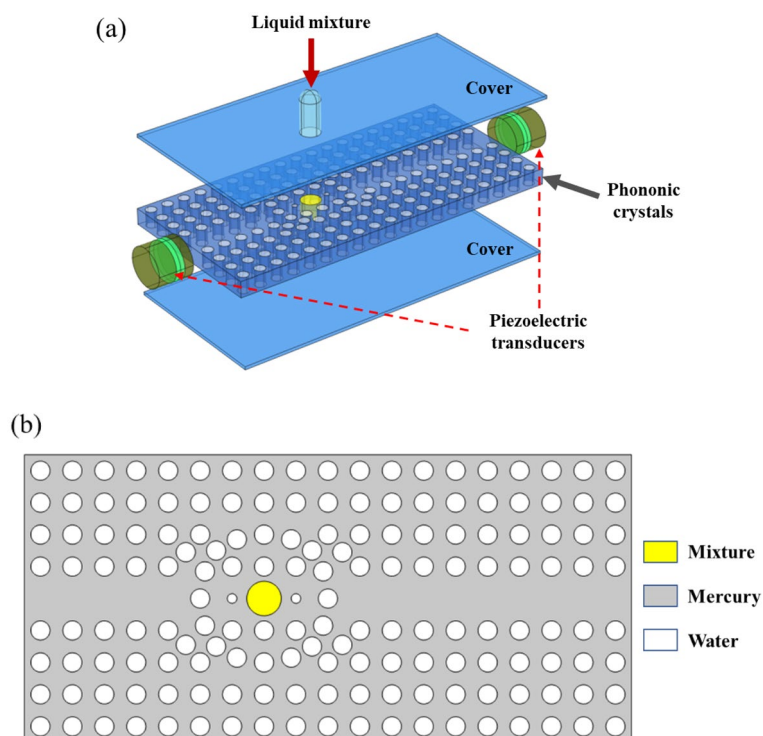 (a)
Liquid mixture
Cover
Phononic
crystals
Cover
Piezoelectric
transducers
(b)
Mixture
Mercury
Water